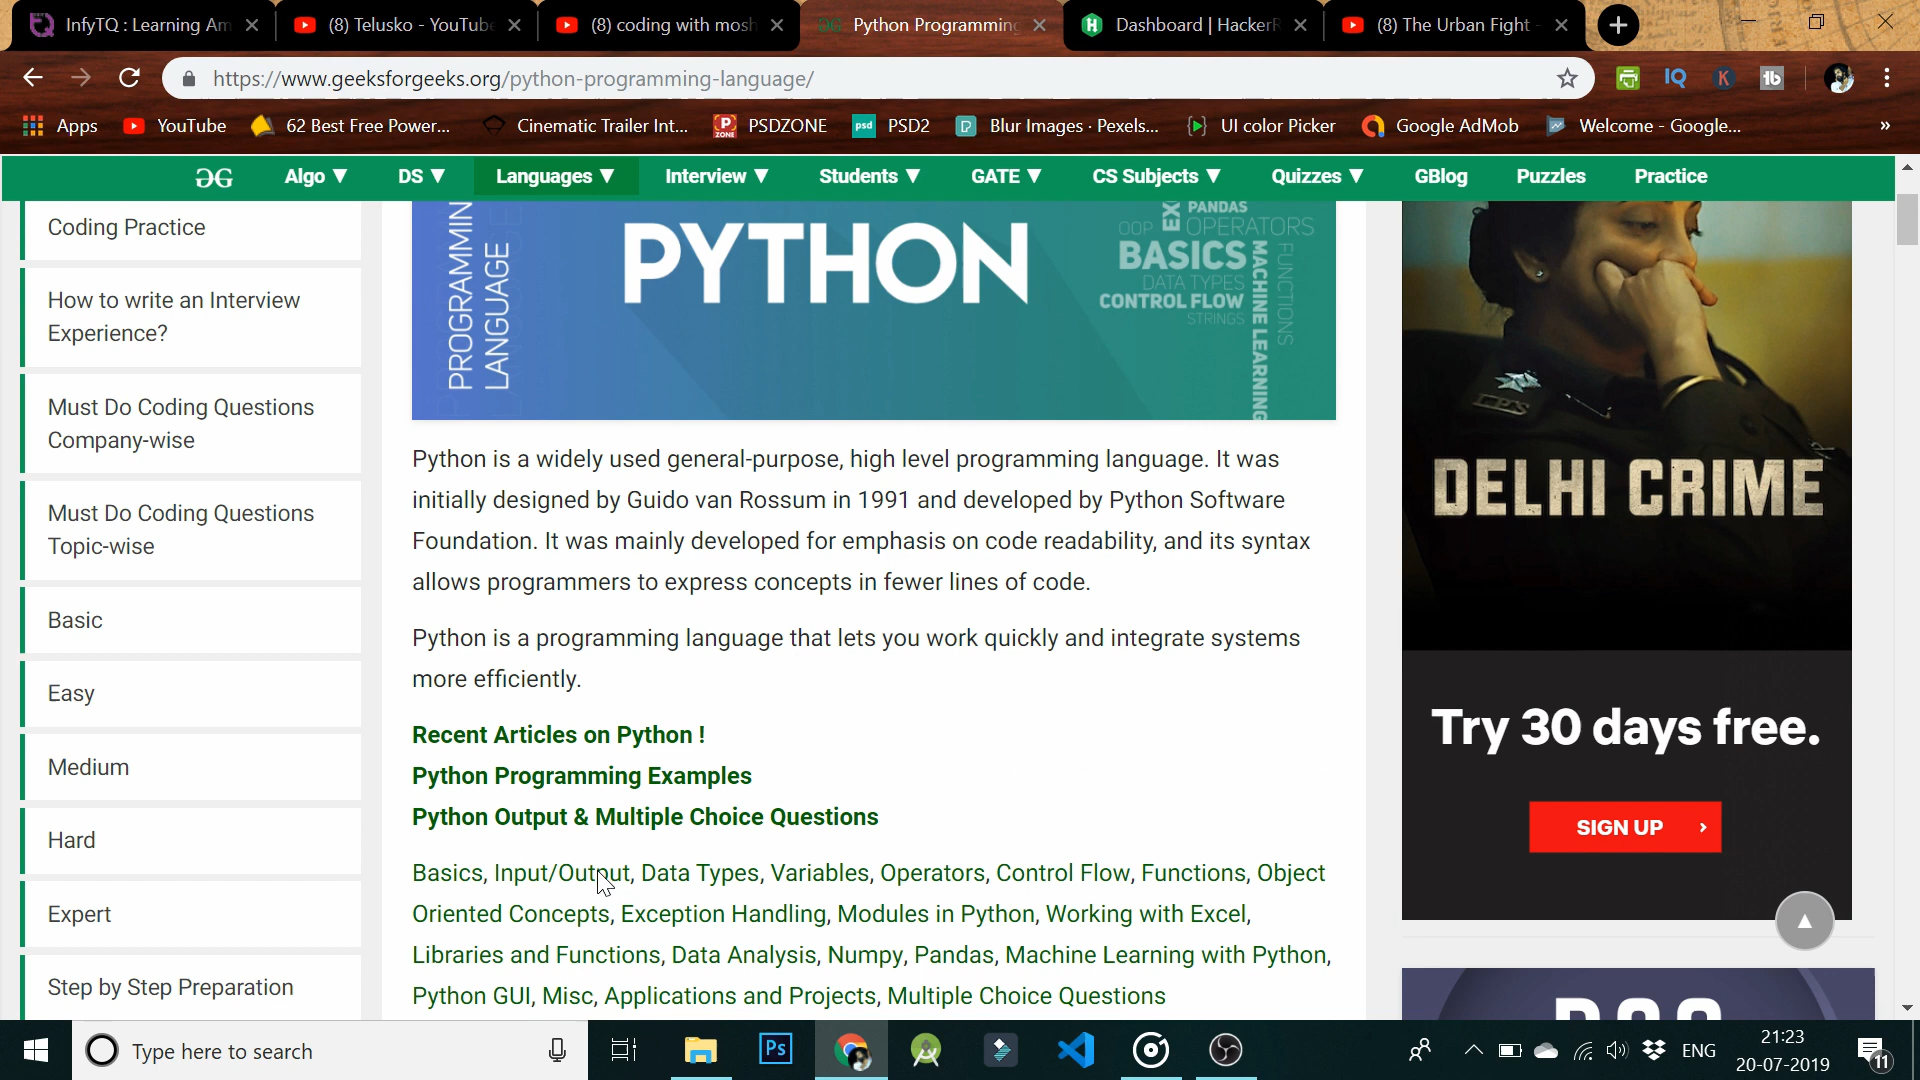 InfyTQ : Learning Am
(8) Telusko - YouTube
(8) coding with mosh
Python Programming
Dashboard | HackerR
(8) The Urban Fight -
https://www.geeksforgeeks.org/python-programming-language/
IQ
K
Apps
YouTube
62 Best Free Power...
Cinematic Trailer Int...
PSDZONE
PSD2
Blur Images · Pexels...
UI color Picker
Google AdMob
Welcome - Google...
»
Algo ▼
DS ▼
Languages ▼
Interview ▼
Students ▼
GATE ▼
CS Subjects ▼
Quizzes ▼
GBlog
Puzzles
Practice
Coding Practice
How to write an Interview
Experience?
Must Do Coding Questions
Company-wise
Must Do Coding Questions
Topic-wise
Basic
Easy
Medium
Hard
Expert
Step by Step Preparation
PROGRAMMIN
LANGUAGE
PYTHON
EX
PANDAS
OOP
OPERATORS
BASICS
DATA TYPES
CONTROL FLOW
STRINGS
MACHINE LEARNING
FUNCTIONS
Python is a widely used general-purpose, high level programming language. It was
initially designed by Guido van Rossum in 1991 and developed by Python Software
Foundation. It was mainly developed for emphasis on code readability, and its syntax
allows programmers to express concepts in fewer lines of code.
Python is a programming language that lets you work quickly and integrate systems
more efficiently.
Recent Articles on Python !
Python Programming Examples
Python Output & Multiple Choice Questions
Basics, Input/Output, Data Types, Variables, Operators, Control Flow, Functions, Object
Oriented Concepts, Exception Handling, Modules in Python, Working with Excel,
Libraries and Functions, Data Analysis, Numpy, Pandas, Machine Learning with Python,
Python GUI, Misc, Applications and Projects, Multiple Choice Questions
DELHI CRIME
Try 30 days free.
SIGN UP ›
Type here to search
Ps
ENG
21:23
20-07-2019
11